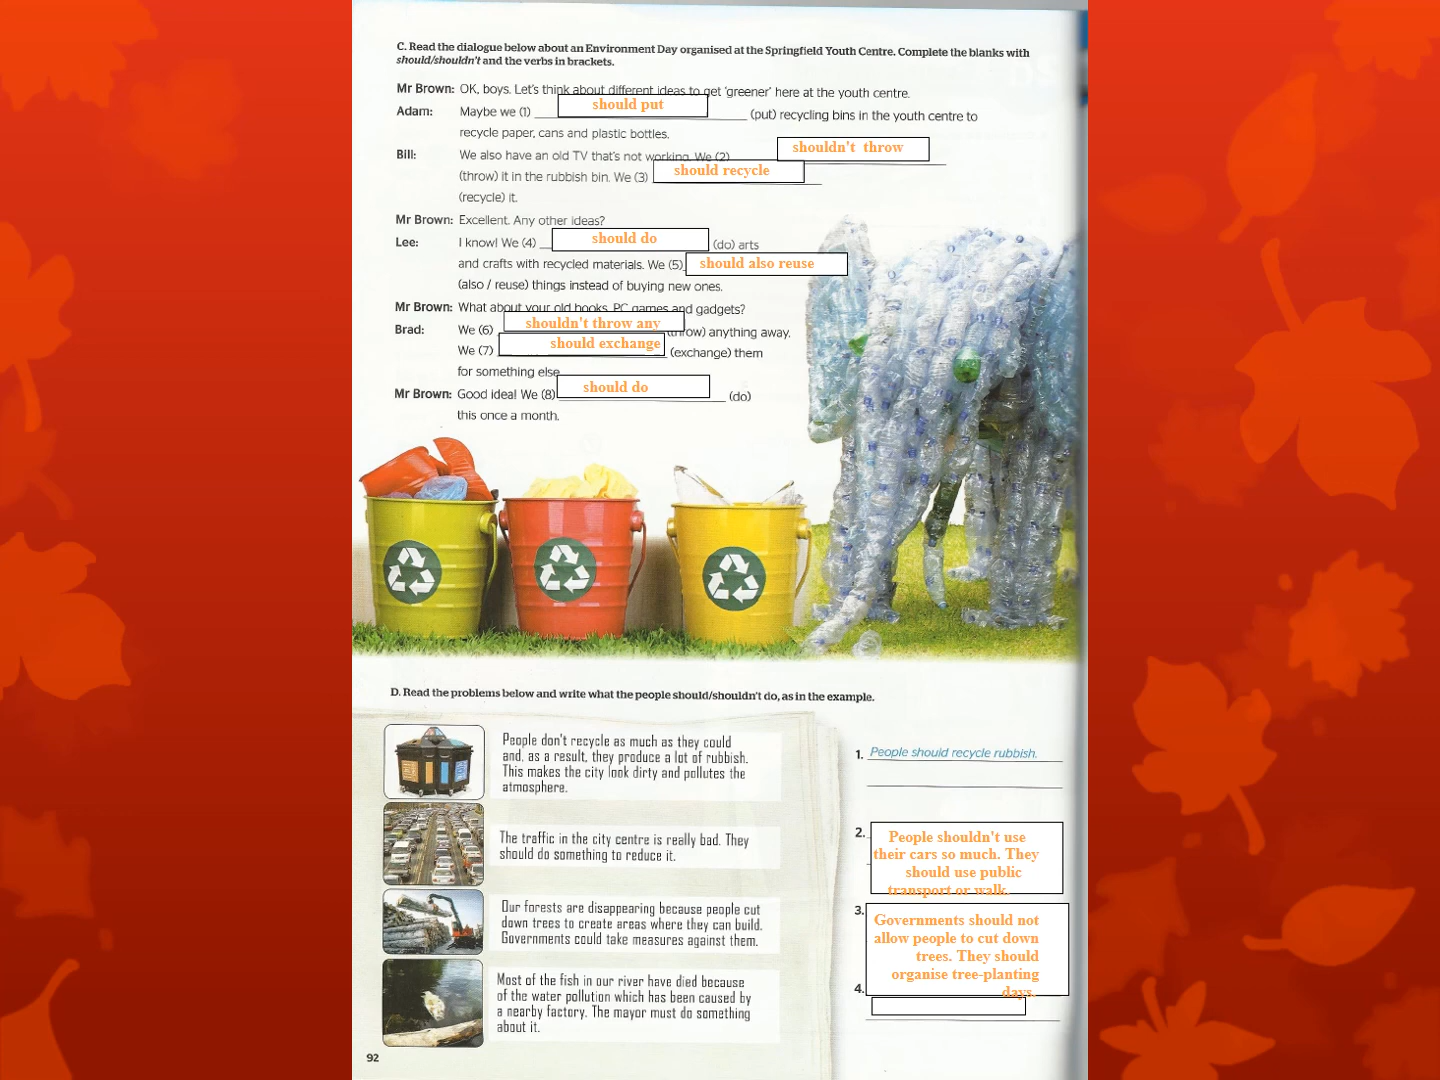 C. Read the dialogue below about an Environment Day organised at the Springfield Youth Centre. Complete the blanks with
should/shouldn't and the verbs in brackets.
Mr Brown: OK, boys. Let's think about different ideas to get 'greener' here at the youth centre.
Adam: Maybe we (1) should put (put) recycling bins in the youth centre to
recycle paper, cans and plastic bottles.
Bill: We also have an old TV that's not working. We (2) shouldn't throw
(throw) it in the rubbish bin. We (3) should recycle
(recycle) it.
Mr Brown: Excellent. Any other ideas?
Lee: I know! We (4) should do (do) arts
and crafts with recycled materials. We (5) should also reuse
(also / reuse) things instead of buying new ones.
Mr Brown: What about your old books, PC games and gadgets?
Brad: We (6) shouldn't throw any (throw) anything away.
We (7) should exchange (exchange) them
for something else
Mr Brown: Good idea! We (8) should do (do)
this once a month.
D. Read the problems below and write what the people should/shouldn't do, as in the example.
People don't recycle as much as they could
and, as a result, they produce a lot of rubbish.
This makes the city look dirty and pollutes the
atmosphere.
1. People should recycle rubbish.
The traffic in the city centre is really bad. They
should do something to reduce it.
2. People shouldn't use
their cars so much. They
should use public
transport or walk.
Our forests are disappearing because people cut
down trees to create areas where they can build.
Governments could take measures against them.
3. Governments should not
allow people to cut down
trees. They should
organise tree-planting
days.
Most of the fish in our river have died because
of the water pollution which has been caused by
a nearby factory. The mayor must do something
about it.
4.
92